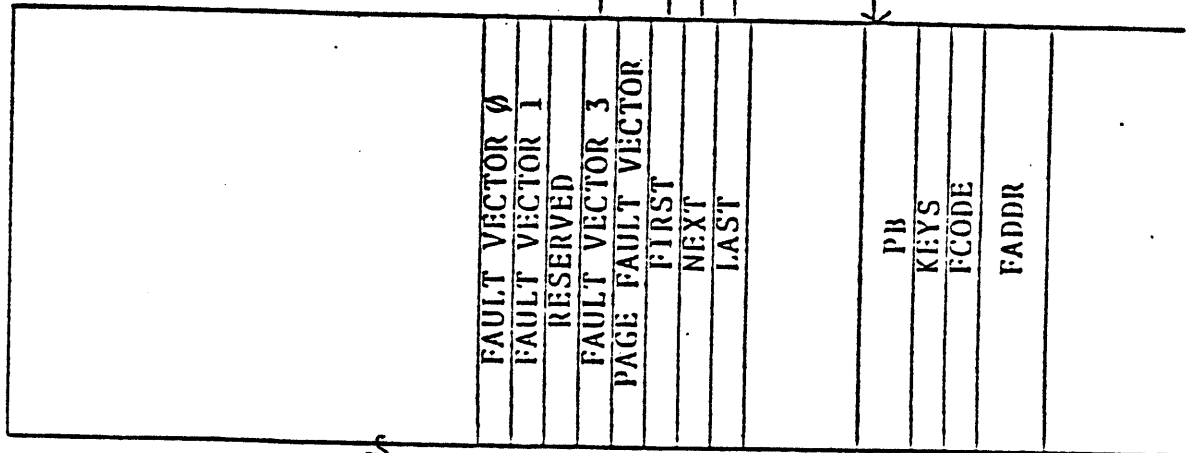 FAULT VECTOR 0
FAULT VECTOR 1
RESERVED
FAULT VECTOR 3
PAGE FAULT VECTOR
FIRST
NEXT
LAST
PB
KEYS
FCODE
FADDR